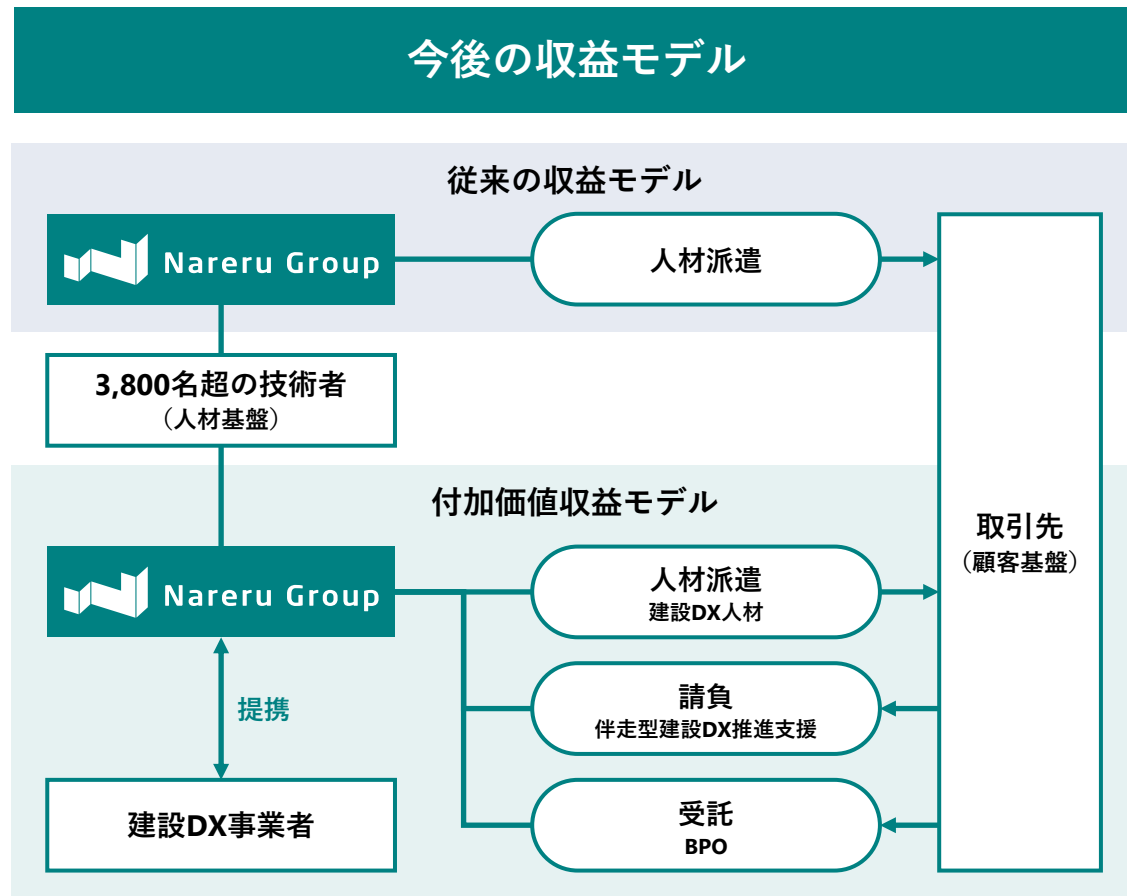 今後の収益モデル
従来の収益モデル
Nareru Group
人材派遣
3,800名超の技術者
（人材基盤）
付加価値収益モデル
Nareru Group
人材派遣
建設DX人材
取引先
（顧客基盤）
提携
請負
伴走型建設DX推進支援
建設DX事業者
受託
BPO